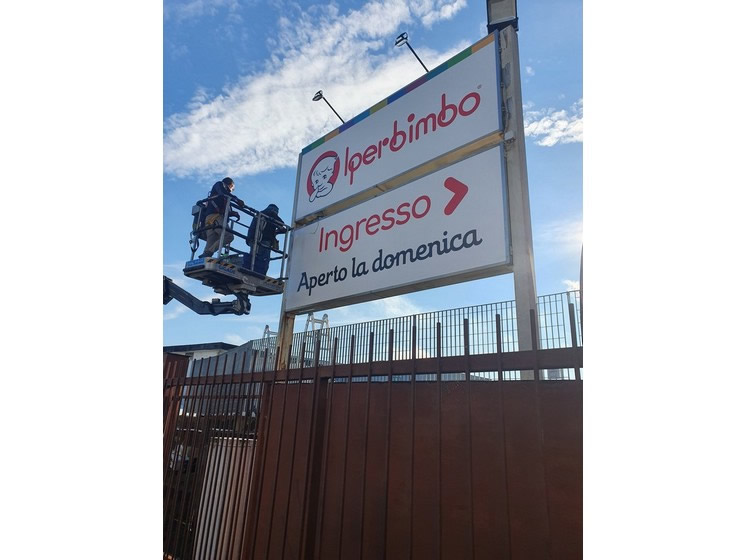 Iperbimbo
Ingresso
Aperto la domenica